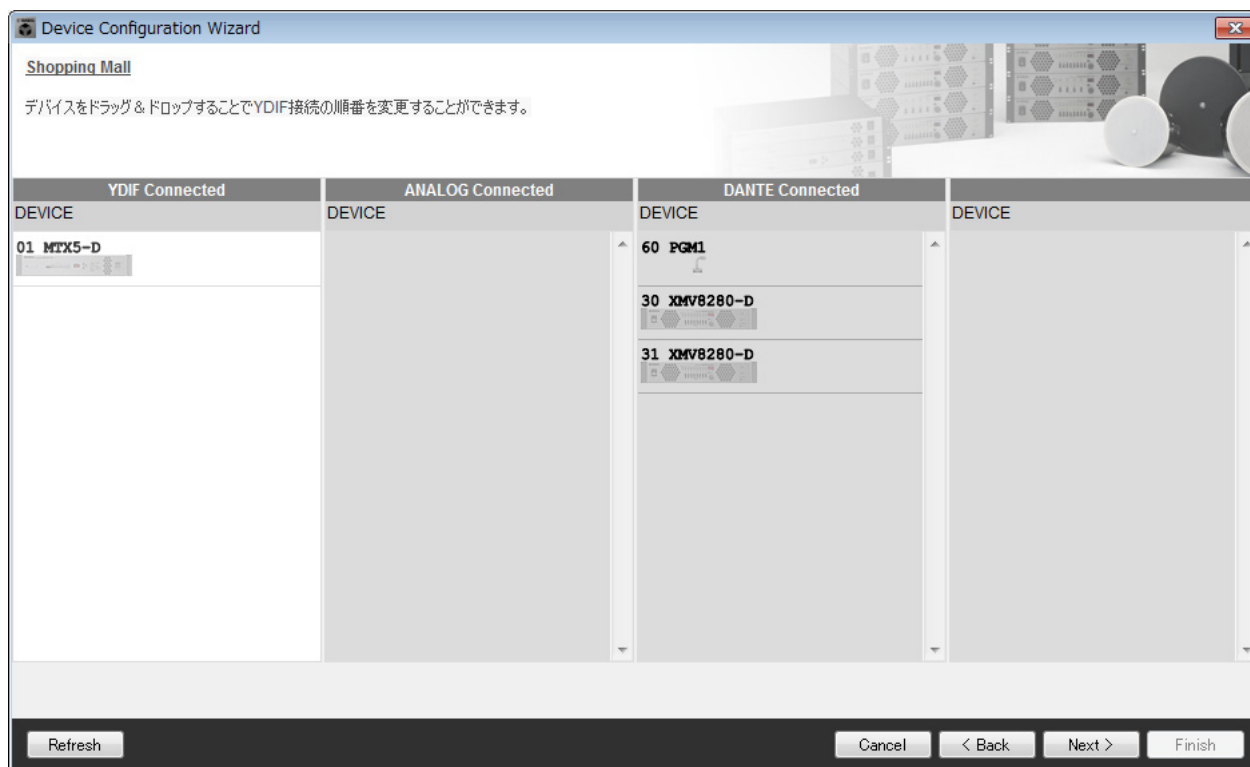 Device Configuration Wizard
Shopping Mall
デバイスをドラッグ&ドロップすることでYDIF接続の順番を変更することができます。
YDIF Connected
ANALOG Connected
DANTE Connected
DEVICE
DEVICE
DEVICE
DEVICE
01 MTX5-D
60 PGM1
30 XMV8280-D
31 XMV8280-D
Refresh
Cancel
< Back
Next >
Finish